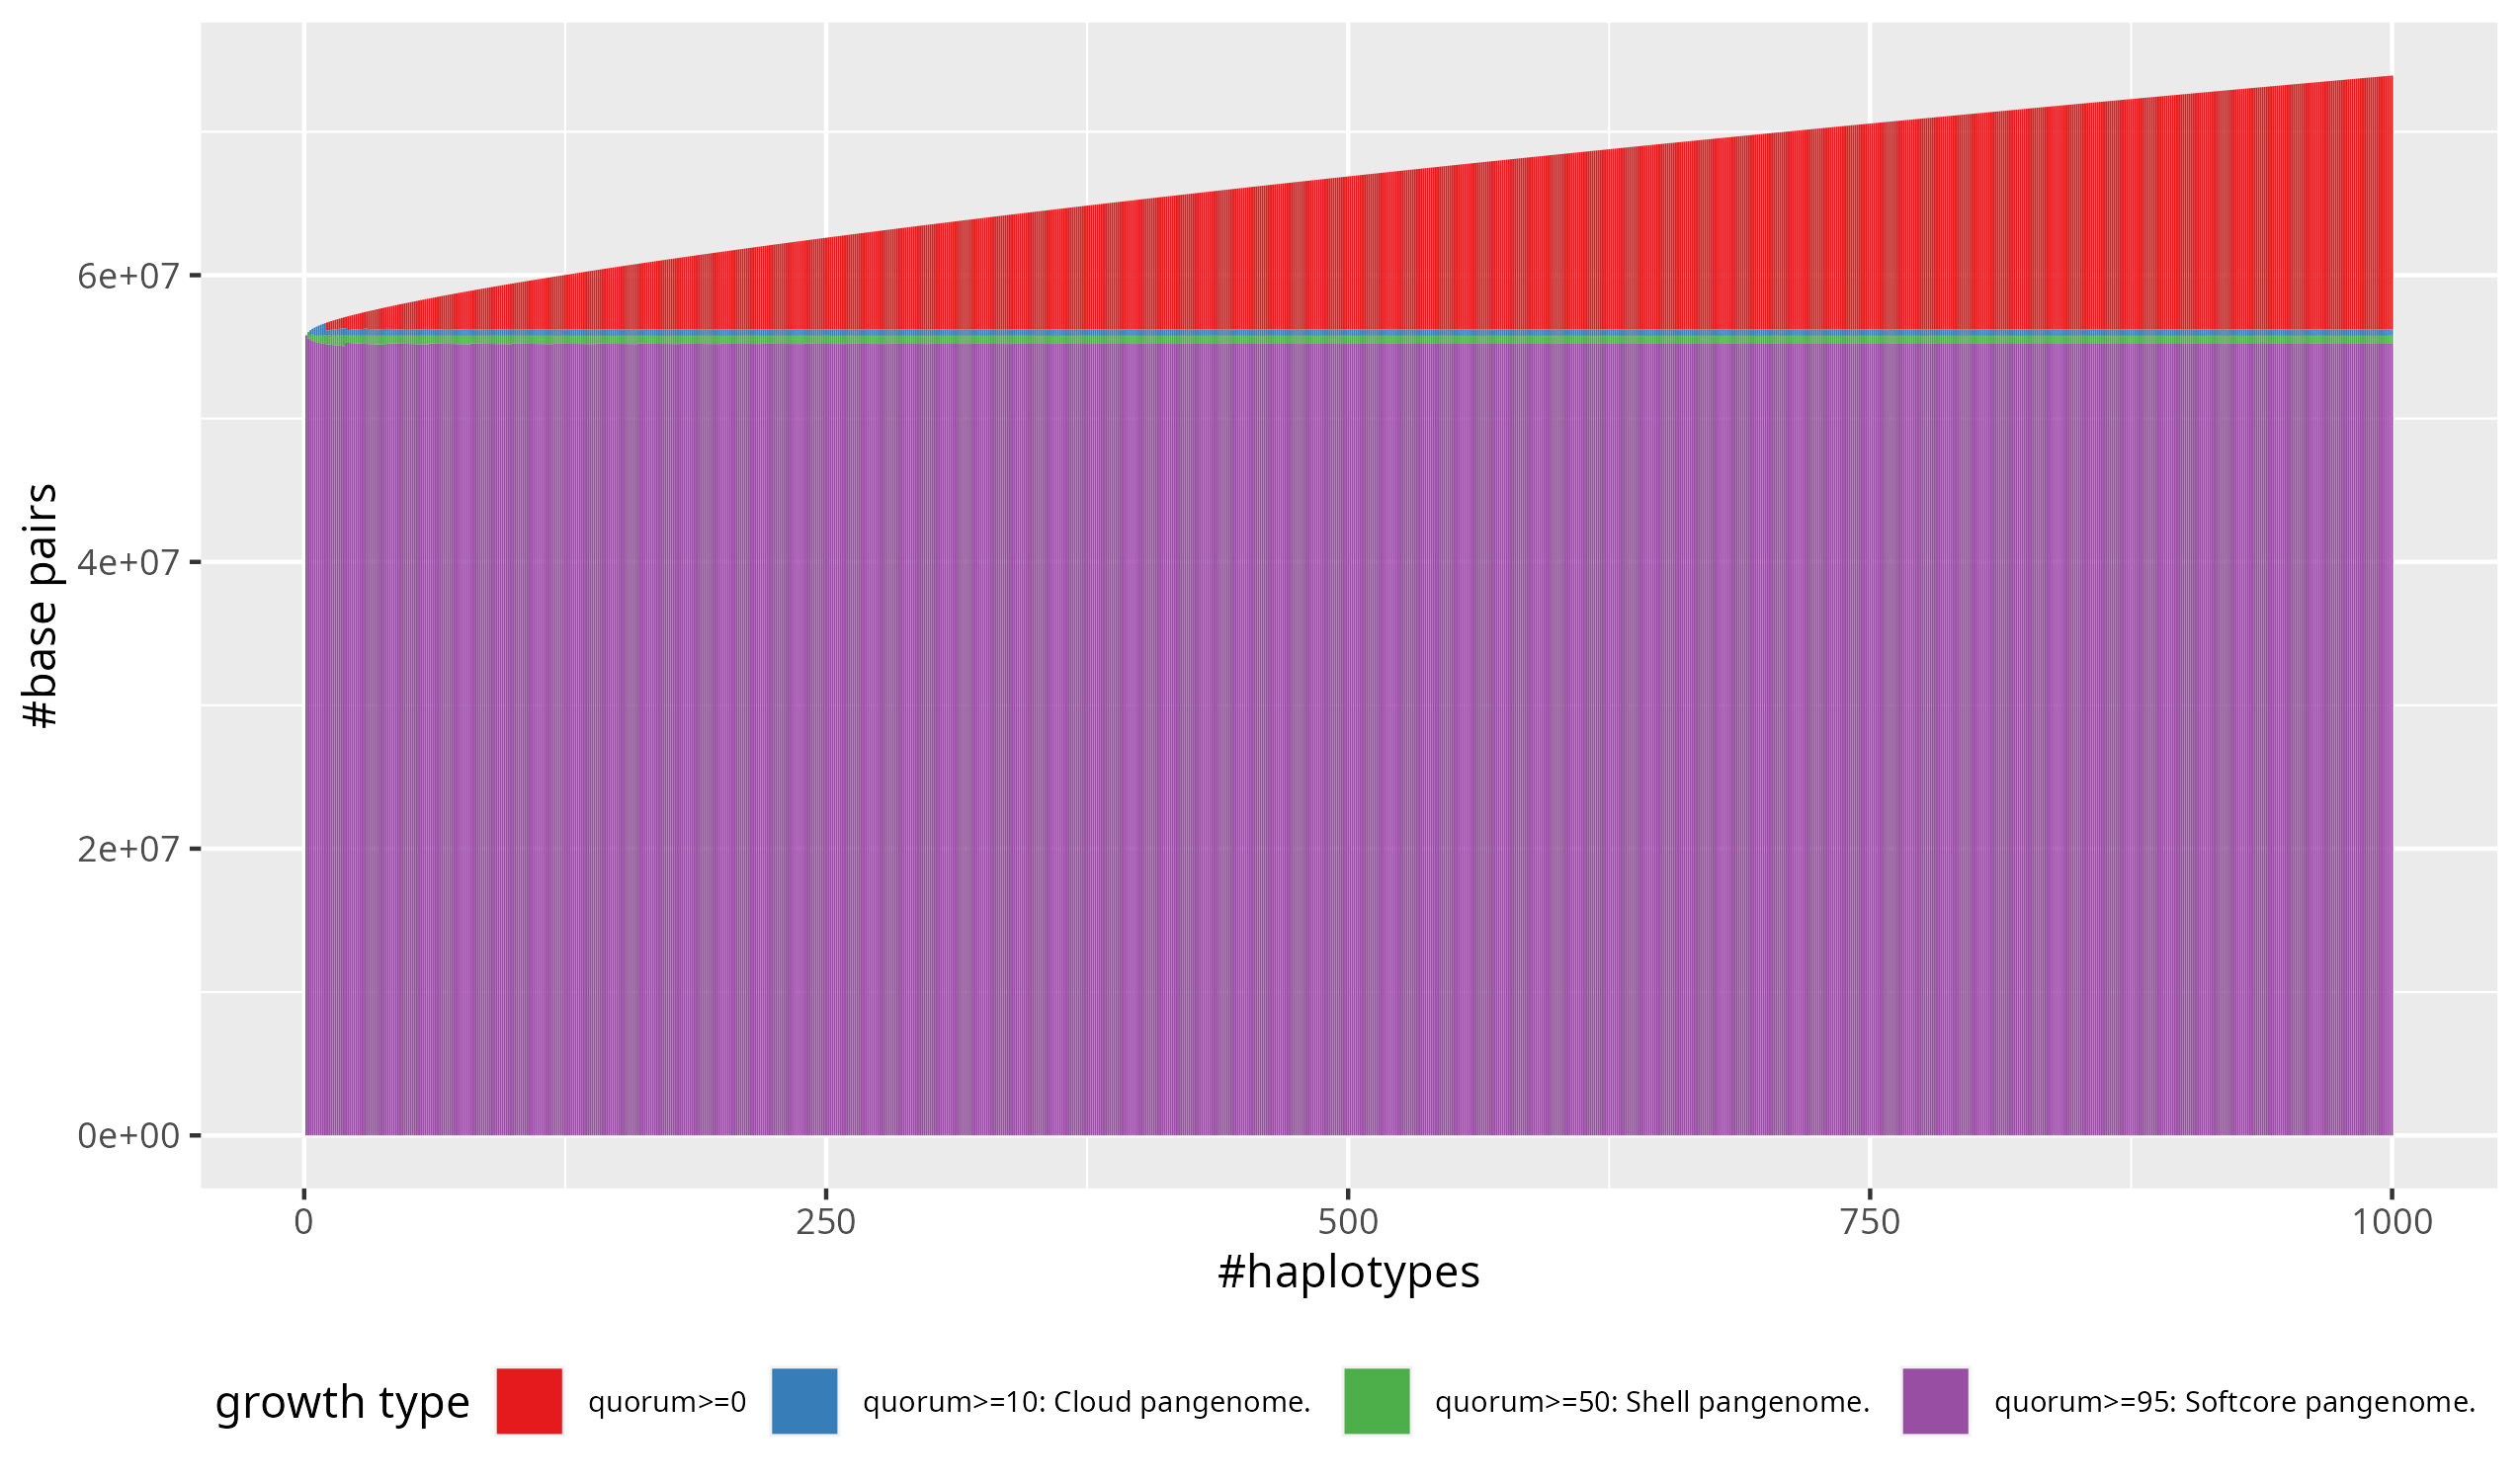 #base pairs
6e+07
4e+07
2e+07
0e+00
0 250 500 750 1000
#haplotypes
growth type quorum>=0 quorum>=10: Cloud pangenome. quorum>=50: Shell pangenome. quorum>=95: Softcore pangenome.